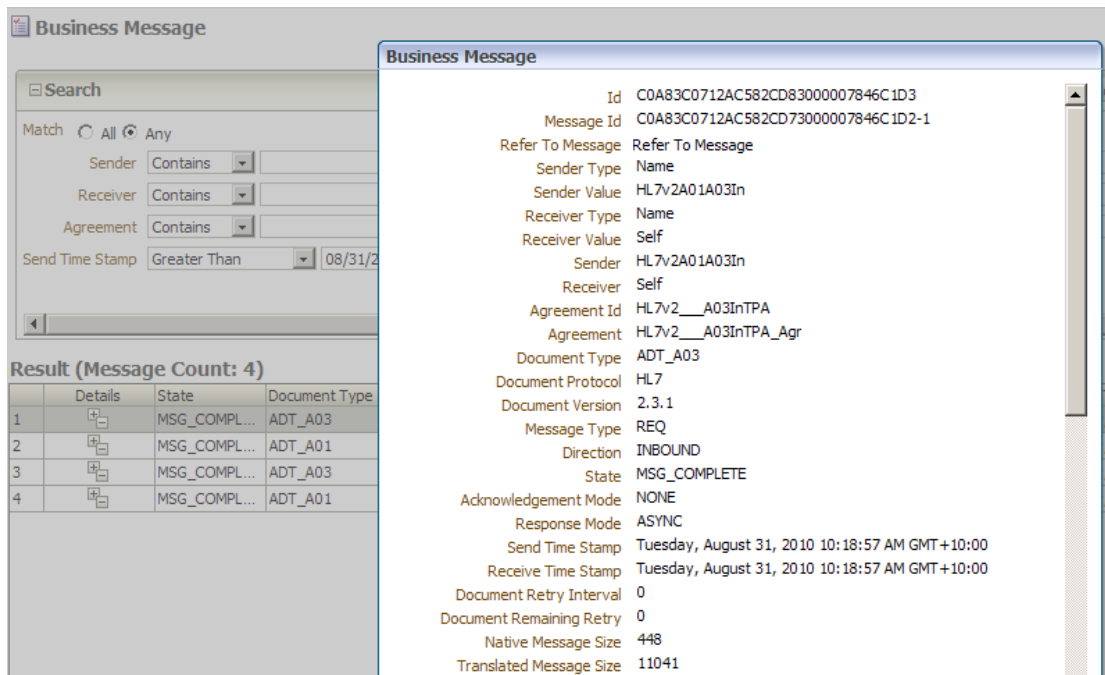 Business Message
Search
Match All Any
Sender Contains
Receiver Contains
Agreement Contains
Send Time Stamp Greater Than 08/31/2
Result (Message Count: 4)
Details State Document Type
1 MSG_COMPL... ADT_A03
2 MSG_COMPL... ADT_A01
3 MSG_COMPL... ADT_A03
4 MSG_COMPL... ADT_A01
Business Message
Id C0A83C0712AC582CD83000007846C1D3
Message Id C0A83C0712AC582CD73000007846C1D2-1
Refer To Message Refer To Message
Sender Type Name
Sender Value HL7v2A01A03In
Receiver Type Name
Receiver Value Self
Sender HL7v2A01A03In
Receiver Self
Agreement Id HL7v2___A03InTPA
Agreement HL7v2___A03InTPA_Agr
Document Type ADT_A03
Document Protocol HL7
Document Version 2.3.1
Message Type REQ
Direction INBOUND
State MSG_COMPLETE
Acknowledgement Mode NONE
Response Mode ASYNC
Send Time Stamp Tuesday, August 31, 2010 10:18:57 AM GMT+10:00
Receive Time Stamp Tuesday, August 31, 2010 10:18:57 AM GMT+10:00
Document Retry Interval 0
Document Remaining Retry 0
Native Message Size 448
Translated Message Size 11041